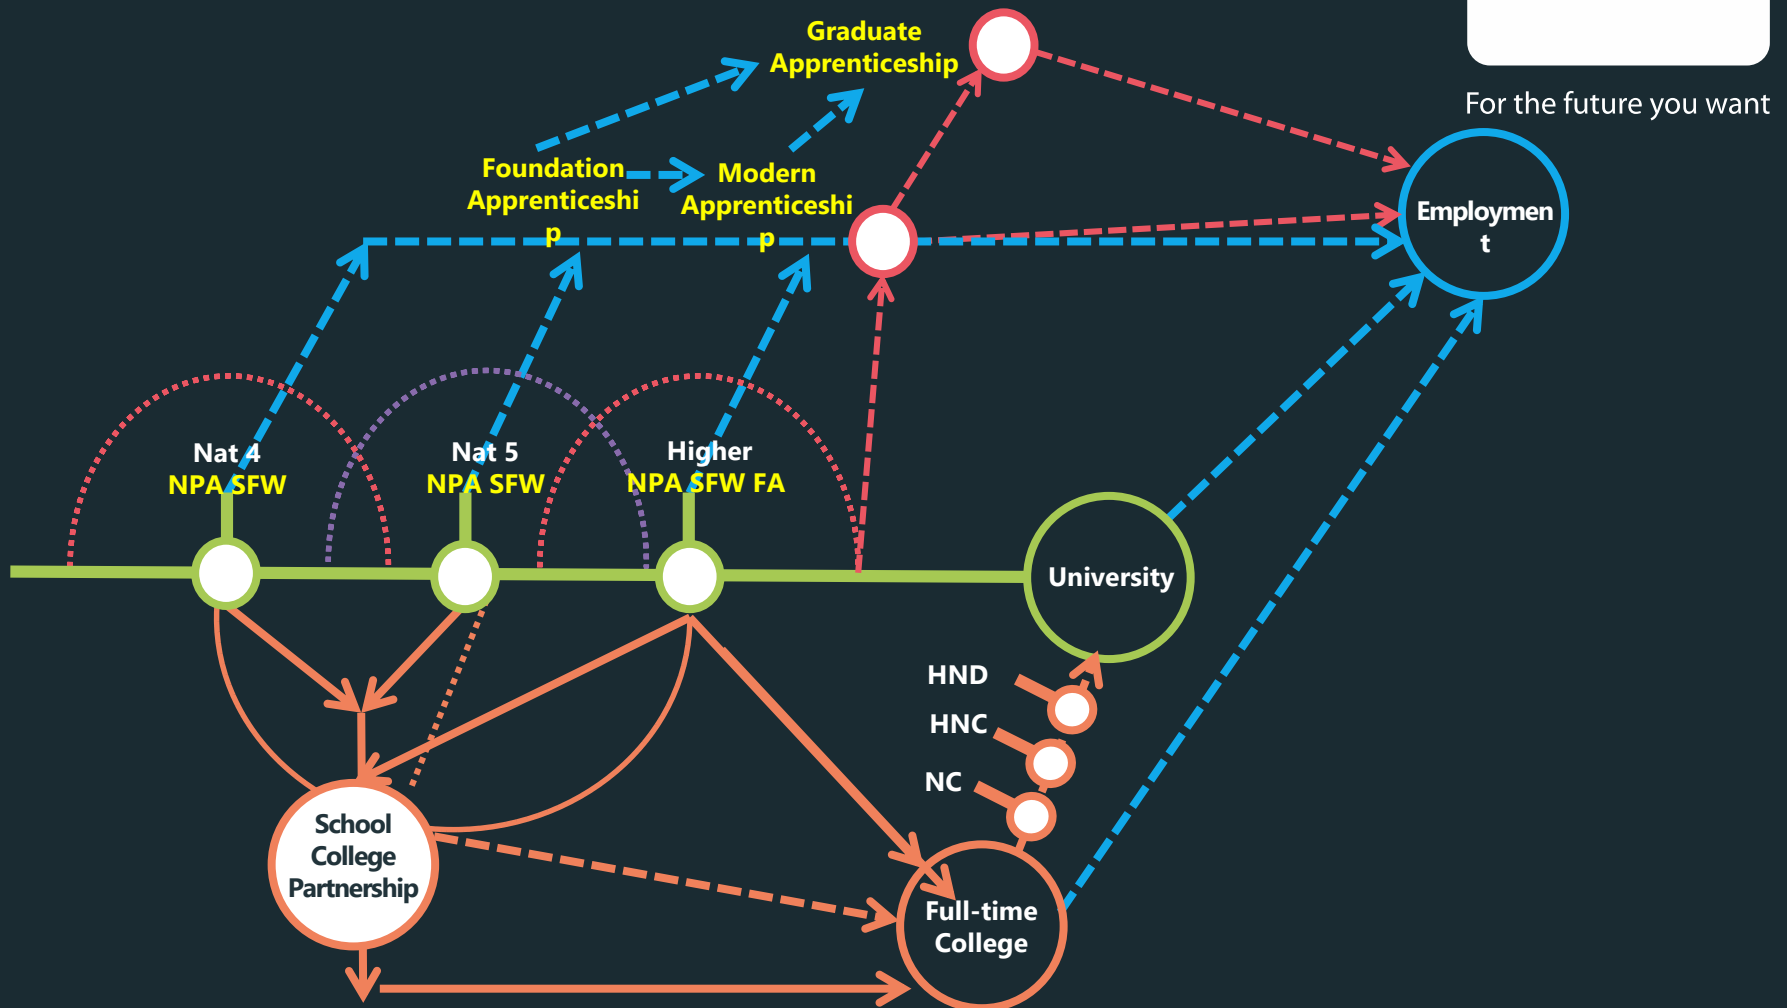 Graduate
Apprenticeship
For the future you want
Foundation
Apprenticeshi
p
Modern
Apprenticeshi
p
Employmen
t
Nat 4
NPA SFW
Nat 5
NPA SFW
Higher
NPA SFW FA
University
HND
HNC
NC
School
College
Partnership
Full-time
College